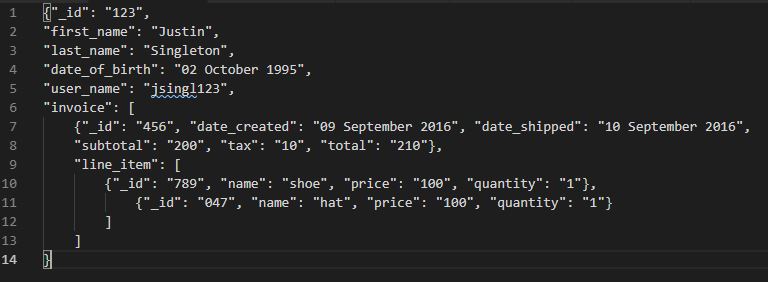 1 {"_id": "123",
2 "first_name": "Justin",
3 "last_name": "Singleton",
4 "date_of_birth": "02 October 1995",
5 "user_name": "jsingl123",
6 "invoice": [
7 {"_id": "456", "date_created": "09 September 2016", "date_shipped": "10 September 2016",
8 "subtotal": "200", "tax": "10", "total": "210"},
9 "line_item": [
10 {"_id": "789", "name": "shoe", "price": "100", "quantity": "1"},
11 {"_id": "047", "name": "hat", "price": "100", "quantity": "1"}
12 ]
13 ]
14 }